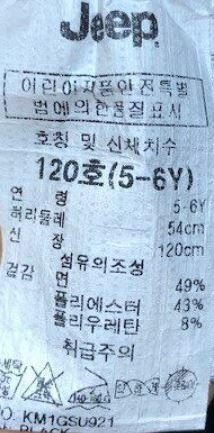 Jeep
어린이제품안전특별
법에의한품질표시
호칭 및 신체치수
120호(5-6Y)
연 령 5-6Y
허리둘레 54cm
신 장 120cm
섬유의조성
겉감 면 49%
폴리에스터 43%
폴리우레탄 8%
취급주의
NO. KM1GSU921
BLACK